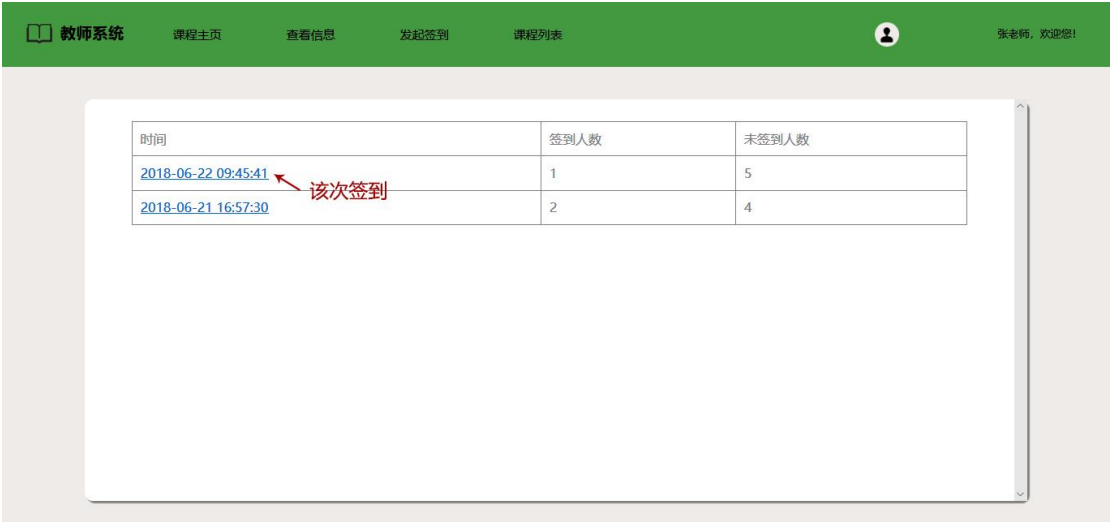 教师系统 课程主页 查看信息 发起签到 课程列表 张老师，欢迎您!
时间 签到人数 未签到人数
2018-06-22 09:45:41 1 5
该次签到
2018-06-21 16:57:30 2 4